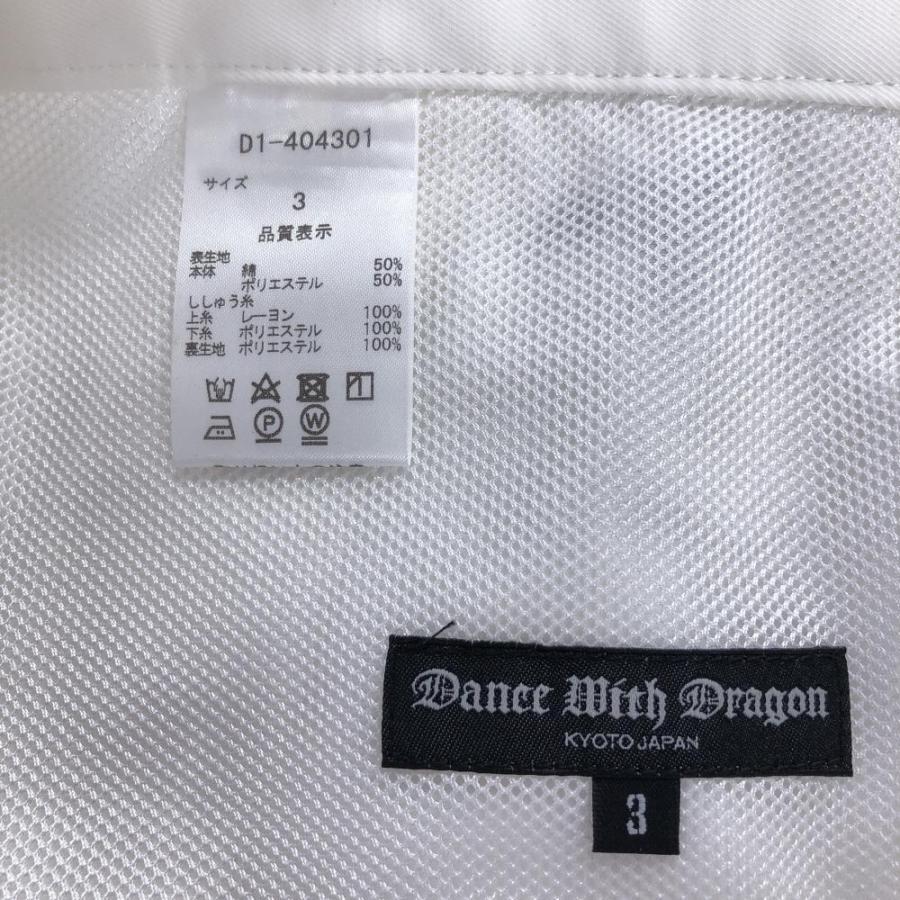 D1-404301
サイズ
3
品質表示
表生地
本体 綿 50%
ポリエステル 50%
ししゅう糸
上糸 レーヨン 100%
下糸 ポリエステル 100%
裏生地 ポリエステル 100%
P W
Dance With Dragon
KYOTO JAPAN
3